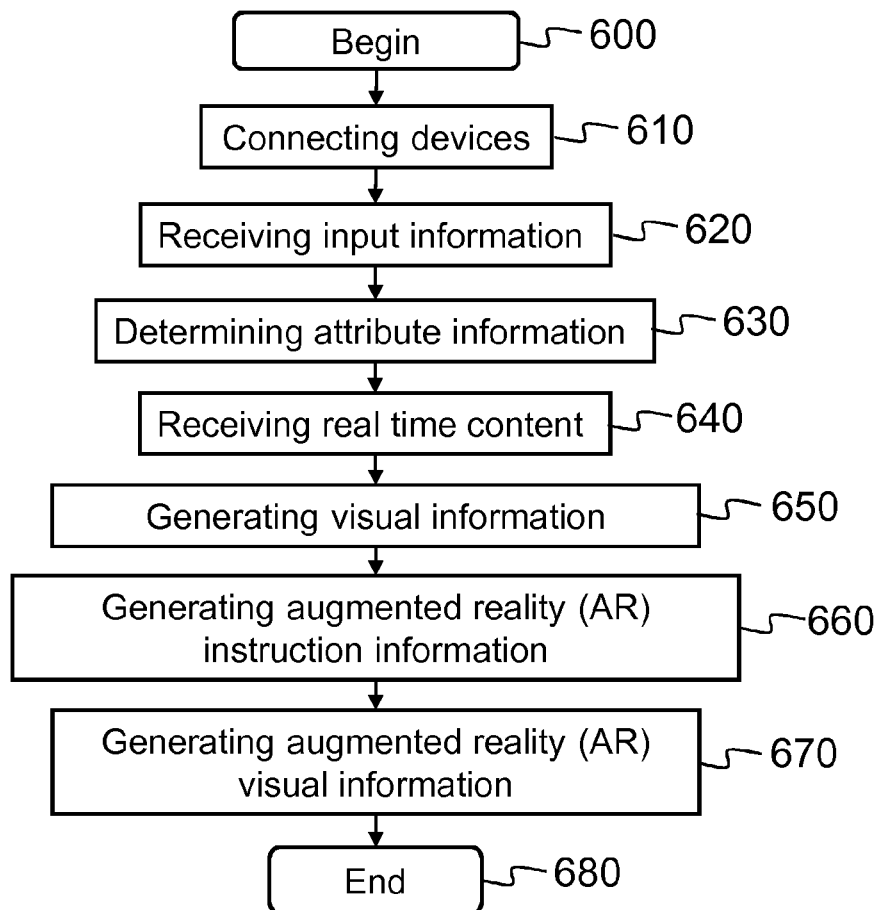 Begin
600
Connecting devices
610
Receiving input information
620
Determining attribute information
630
Receiving real time content
640
Generating visual information
650
Generating augmented reality (AR)
instruction information
660
Generating augmented reality (AR)
visual information
670
End
680